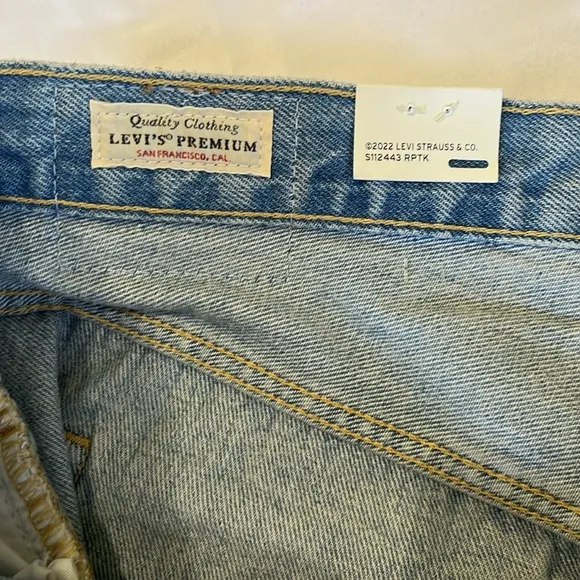 Quality Clothing
LEVI'S® PREMIUM
SAN FRANCISCO, CAL.
©2022 LEVI STRAUSS & CO.
S112443 RPTK